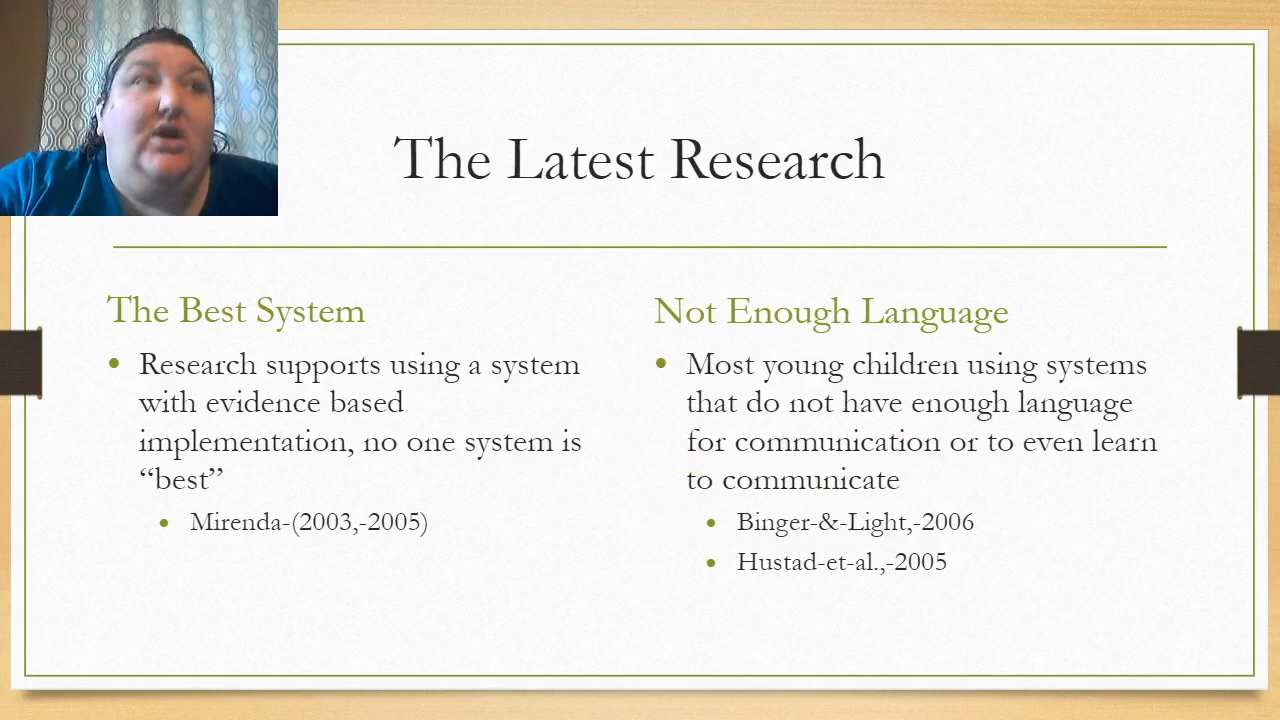 The Latest Research
The Best System
Research supports using a system
with evidence based
implementation, no one system is
“best”
Mirenda-(2003,-2005)
Not Enough Language
Most young children using systems
that do not have enough language
for communication or to even learn
to communicate
Binger-&-Light,-2006
Hustad-et-al.,-2005